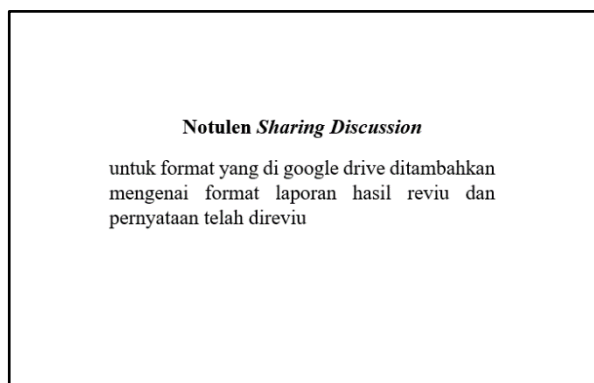 Notulen Sharing Discussion
untuk format yang di google drive ditambahkan
mengenai format laporan hasil reviu dan
pernyataan telah direviu